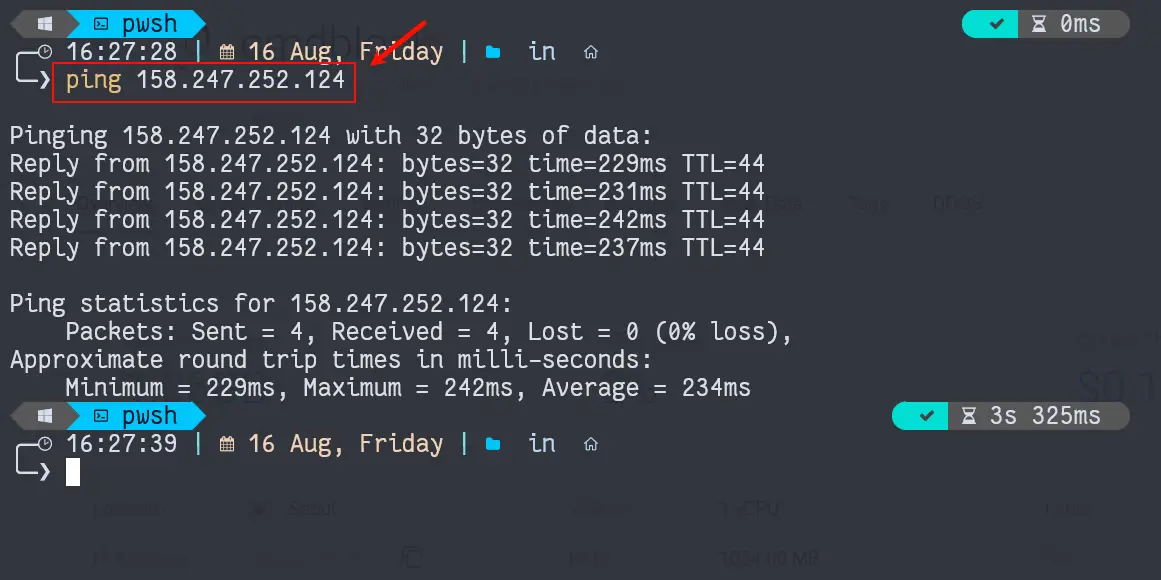 pwsh 0ms
16:27:28 | 16 Aug, Friday | in
ping 158.247.252.124
Pinging 158.247.252.124 with 32 bytes of data:
Reply from 158.247.252.124: bytes=32 time=229ms TTL=44
Reply from 158.247.252.124: bytes=32 time=231ms TTL=44
Reply from 158.247.252.124: bytes=32 time=242ms TTL=44
Reply from 158.247.252.124: bytes=32 time=237ms TTL=44
Ping statistics for 158.247.252.124:
Packets: Sent = 4, Received = 4, Lost = 0 (0% loss),
Approximate round trip times in milli-seconds:
Minimum = 229ms, Maximum = 242ms, Average = 234ms
pwsh 3s 325ms
16:27:39 | 16 Aug, Friday | in